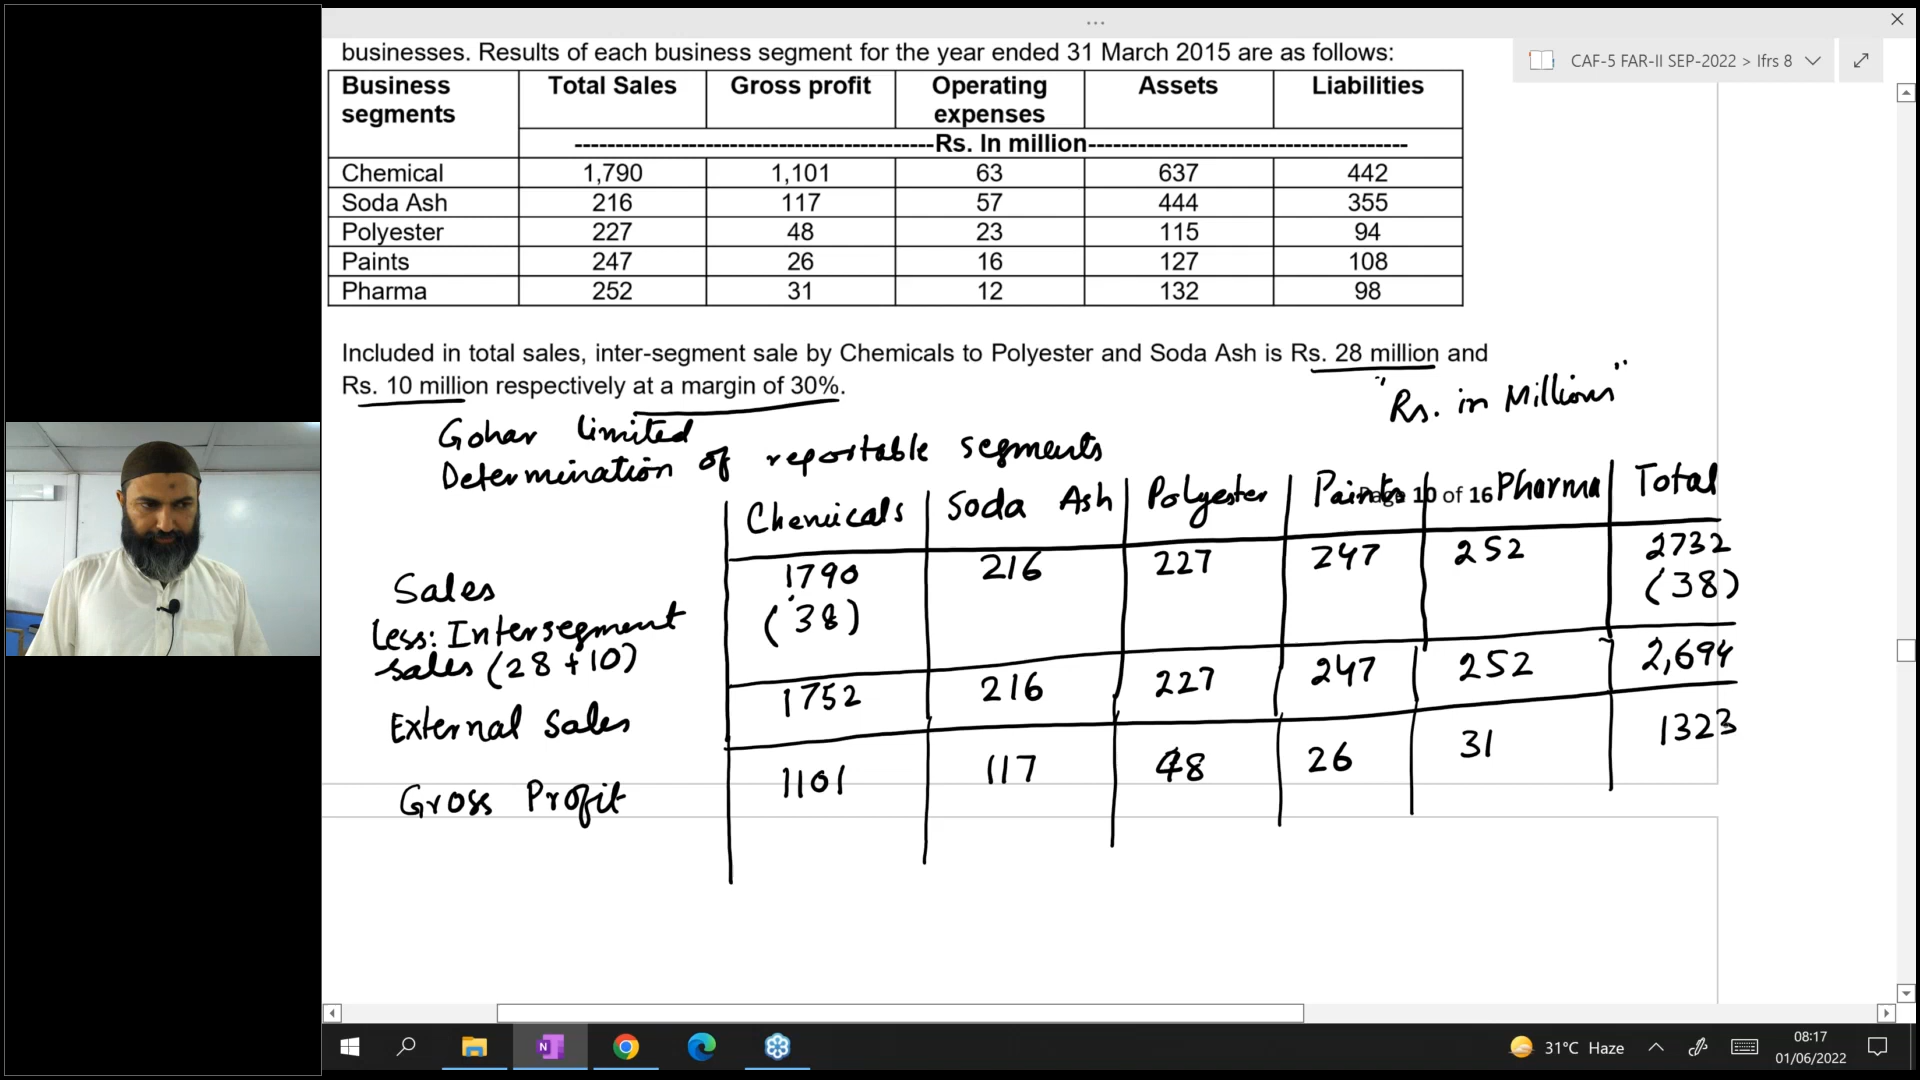 businesses. Results of each business segment for the year ended 31 March 2015 are as follows:
CAF-5 FAR-II SEP-2022 > Ifrs 8
Business segments Total Sales Gross profit Operating expenses Assets Liabilities
--------------------------------------------Rs. In million---------------------------------------
Chemical 1,790 1,101 63 637 442
Soda Ash 216 117 57 444 355
Polyester 227 48 23 115 94
Paints 247 26 16 127 108
Pharma 252 31 12 132 98
Included in total sales, inter-segment sale by Chemicals to Polyester and Soda Ash is Rs. 28 million and
Rs. 10 million respectively at a margin of 30%.
"Rs. in Millions"
Gohar Limited
Determination of reportable segments
Page 10 of 16
Chemicals Soda Ash Polyester Paints Pharma Total
Sales 1790 216 227 247 252 2732
Less: Intersegment
sales (28 + 10) (38) (38)
External Sales 1752 216 227 247 252 2,694
Gross Profit 1101 117 48 26 31 1323
31°C Haze
08:17
01/06/2022